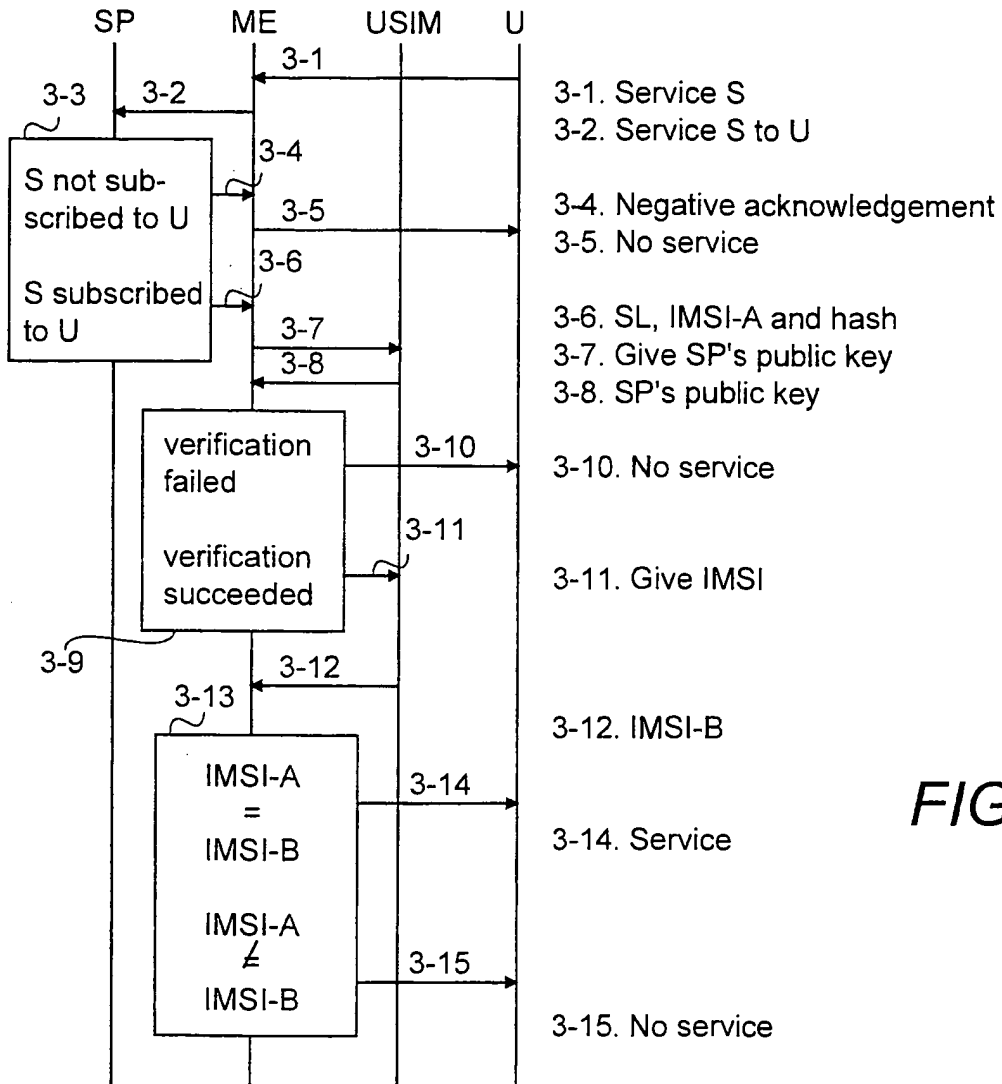 SP ME USIM U
3-1
3-1. Service S
3-2
3-2. Service S to U
3-3
S not sub-
scribed to U
3-4
3-4. Negative acknowledgement
3-5
3-5. No service
S subscribed
to U
3-6
3-6. SL, IMSI-A and hash
3-7
3-7. Give SP's public key
3-8
3-8. SP's public key
verification
failed
3-10
3-10. No service
verification
succeeded
3-11
3-11. Give IMSI
3-9
3-12
3-12. IMSI-B
3-13
IMSI-A
=
IMSI-B
3-14
3-14. Service
IMSI-A
≠
IMSI-B
3-15
3-15. No service
FIG